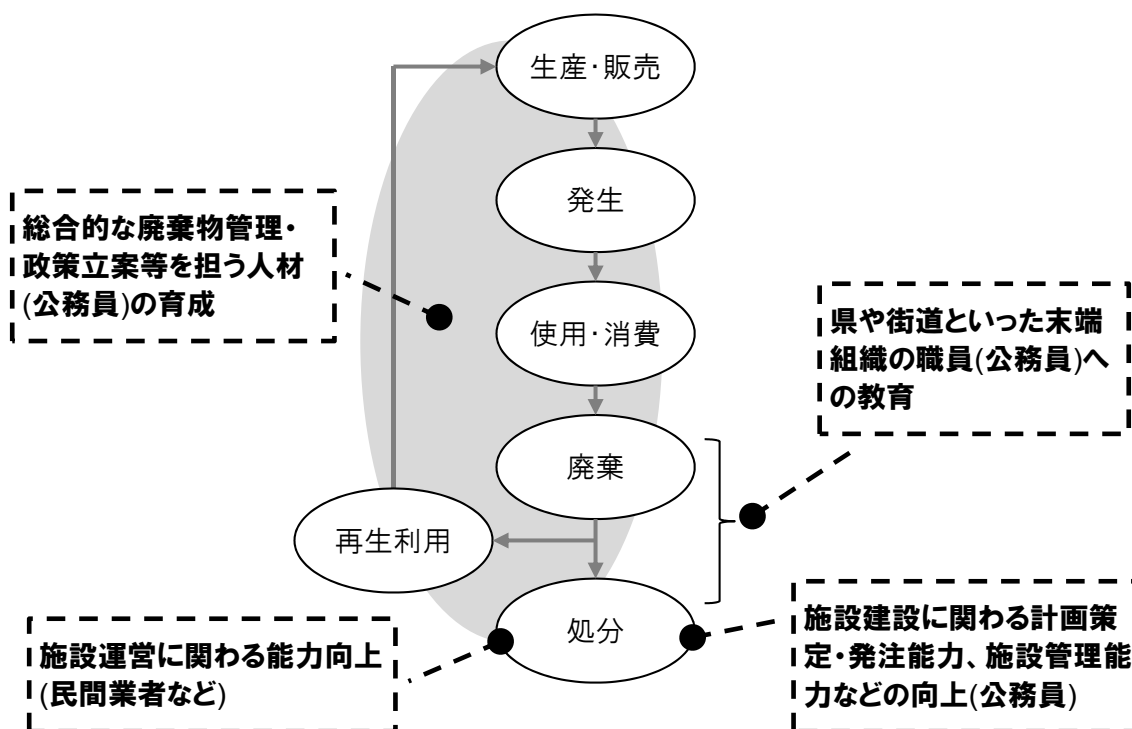 生産・販売
発生
総合的な廃棄物管理・
政策立案等を担う人材
(公務員)の育成
使用・消費
県や街道といった末端
組織の職員(公務員)へ
の教育
廃棄
再生利用
処分
施設運営に関わる能力向上
(民間業者など)
施設建設に関わる計画策
定・発注能力、施設管理能
力などの向上(公務員)